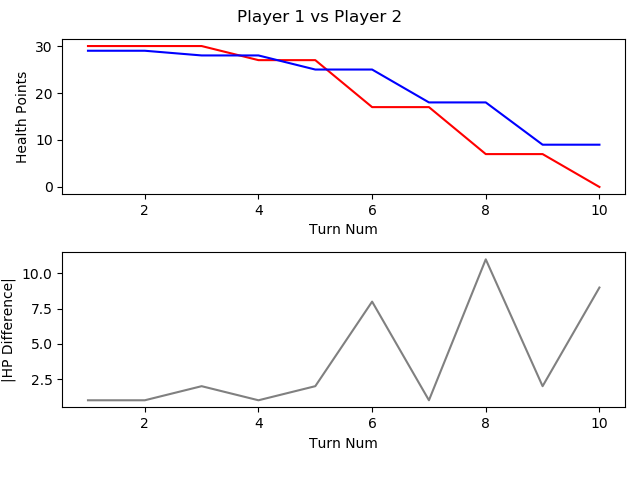 Player 1 vs Player 2
30
20
10
0
Health Points
2 4 6 8 10
Turn Num
10.0
7.5
5.0
2.5
|HP Difference|
2 4 6 8 10
Turn Num